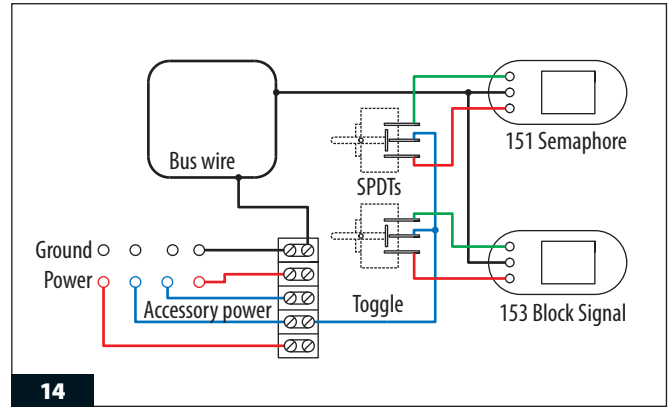 151 Semaphore
Bus wire
SPDTs
Ground
Power
Accessory power
Toggle
153 Block Signal
14